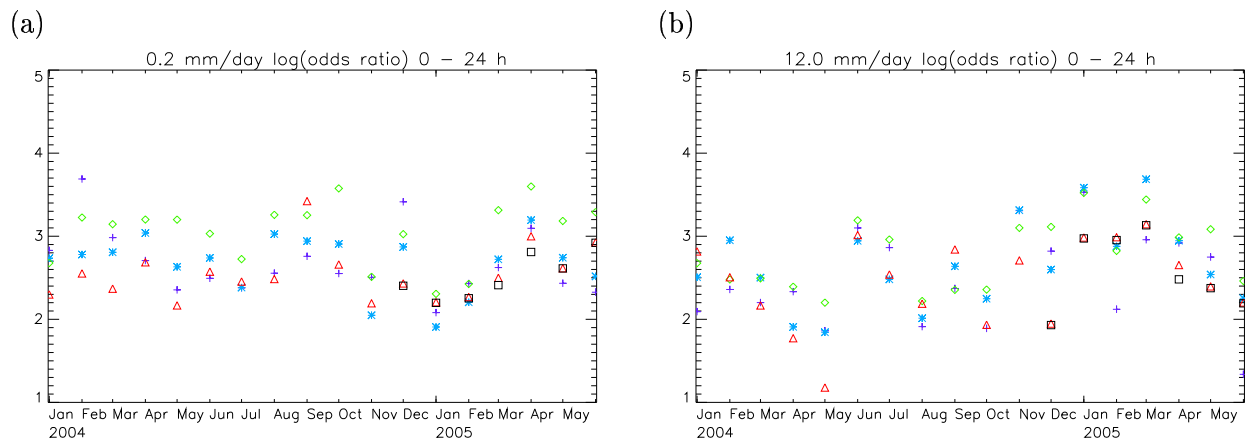 (a)
0.2 mm/day log(odds ratio) 0 – 24 h
5
4
3
2
1
Jan Feb Mar Apr May Jun Jul Aug Sep Oct Nov Dec Jan Feb Mar Apr May
2004 2005
(b)
12.0 mm/day log(odds ratio) 0 – 24 h
5
4
3
2
1
Jan Feb Mar Apr May Jun Jul Aug Sep Oct Nov Dec Jan Feb Mar Apr May
2004 2005